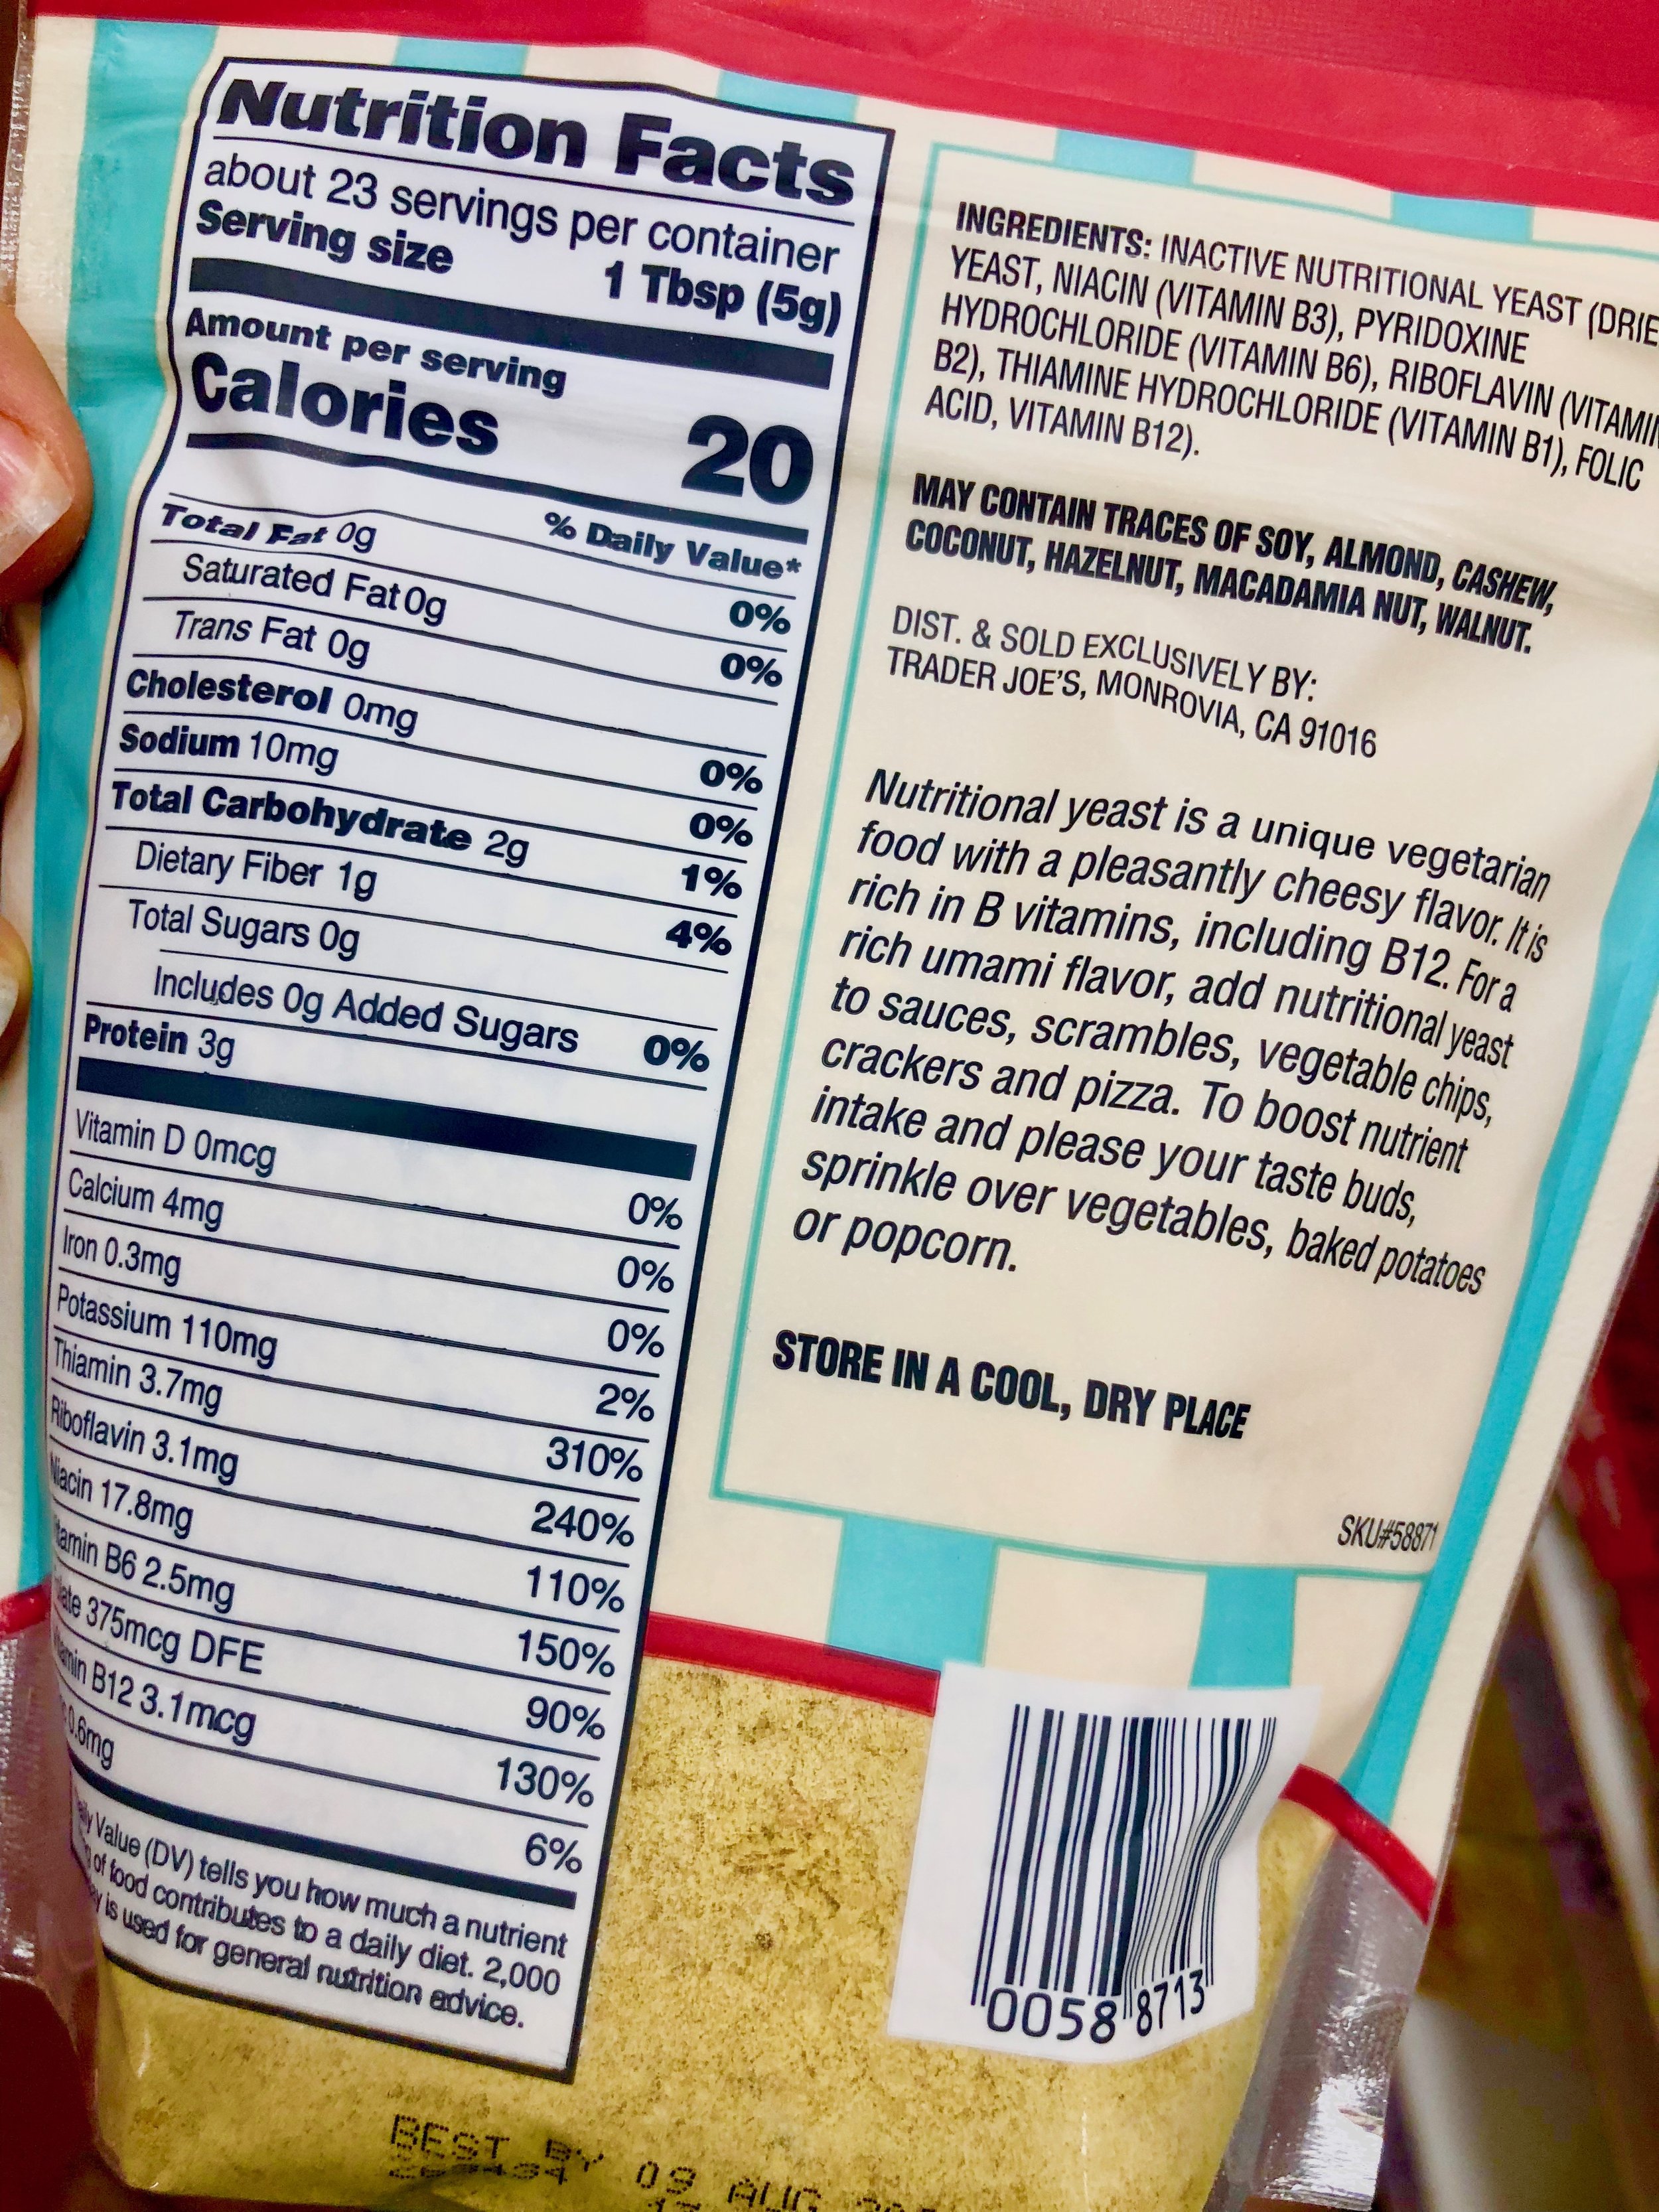 Nutrition Facts
about 23 servings per container
Serving size 1 Tbsp (5g)
Amount per serving
Calories 20
% Daily Value*
Total Fat 0g 0%
Saturated Fat 0g 0%
Trans Fat 0g
Cholesterol 0mg 0%
Sodium 10mg 0%
Total Carbohydrate 2g 1%
Dietary Fiber 1g 4%
Total Sugars 0g
Includes 0g Added Sugars 0%
Protein 3g
Vitamin D 0mcg 0%
Calcium 4mg 0%
Iron 0.3mg 0%
Potassium 110mg 2%
Thiamin 3.7mg 310%
Riboflavin 3.1mg 240%
Niacin 17.8mg 110%
tamin B6 2.5mg 150%
late 375mcg DFE 90%
amin B12 3.1mcg 130%
0.6mg 6%
Value (DV) tells you how much a nutrient
of food contributes to a daily diet. 2,000
is used for general nutrition advice.
INGREDIENTS: INACTIVE NUTRITIONAL YEAST (DRIE
YEAST, NIACIN (VITAMIN B3), PYRIDOXINE
HYDROCHLORIDE (VITAMIN B6), RIBOFLAVIN (VITAMIN
B2), THIAMINE HYDROCHLORIDE (VITAMIN B1), FOLIC
ACID, VITAMIN B12).
MAY CONTAIN TRACES OF SOY, ALMOND, CASHEW,
COCONUT, HAZELNUT, MACADAMIA NUT, WALNUT.
DIST. & SOLD EXCLUSIVELY BY:
TRADER JOE'S, MONROVIA, CA 91016
Nutritional yeast is a unique vegetarian
food with a pleasantly cheesy flavor. It is
rich in B vitamins, including B12. For a
rich umami flavor, add nutritional yeast
to sauces, scrambles, vegetable chips,
crackers and pizza. To boost nutrient
intake and please your taste buds,
sprinkle over vegetables, baked potatoes
or popcorn.
STORE IN A COOL, DRY PLACE
SKU#58871
0058 8713
BEST BY 09 AUG